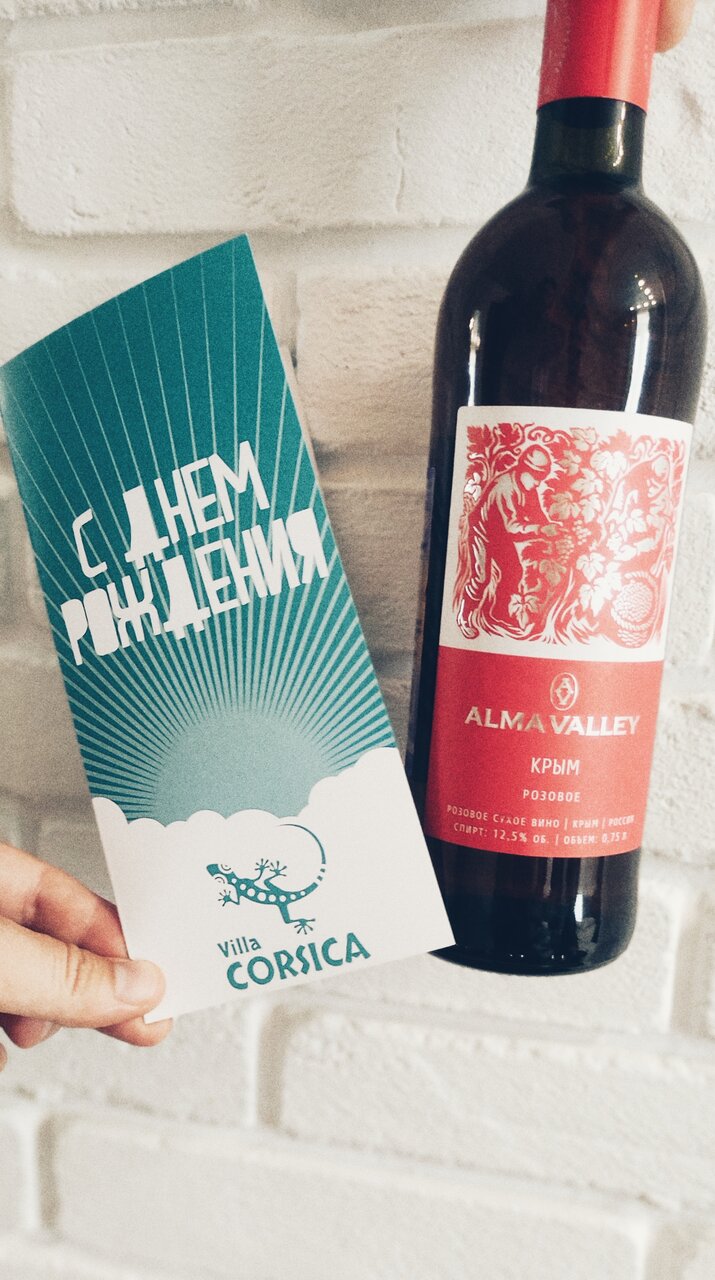 С ДНЕМ
РОЖДЕНИЯ
Villa
CORSICA
ALMA VALLEY
КРЫМ
РОЗОВОЕ
РОЗОВОЕ СУХОЕ ВИНО | КРЫМ | РОССИЯ
СПИРТ: 12,5% ОБ. | ОБЪЕМ: 0,75 Л